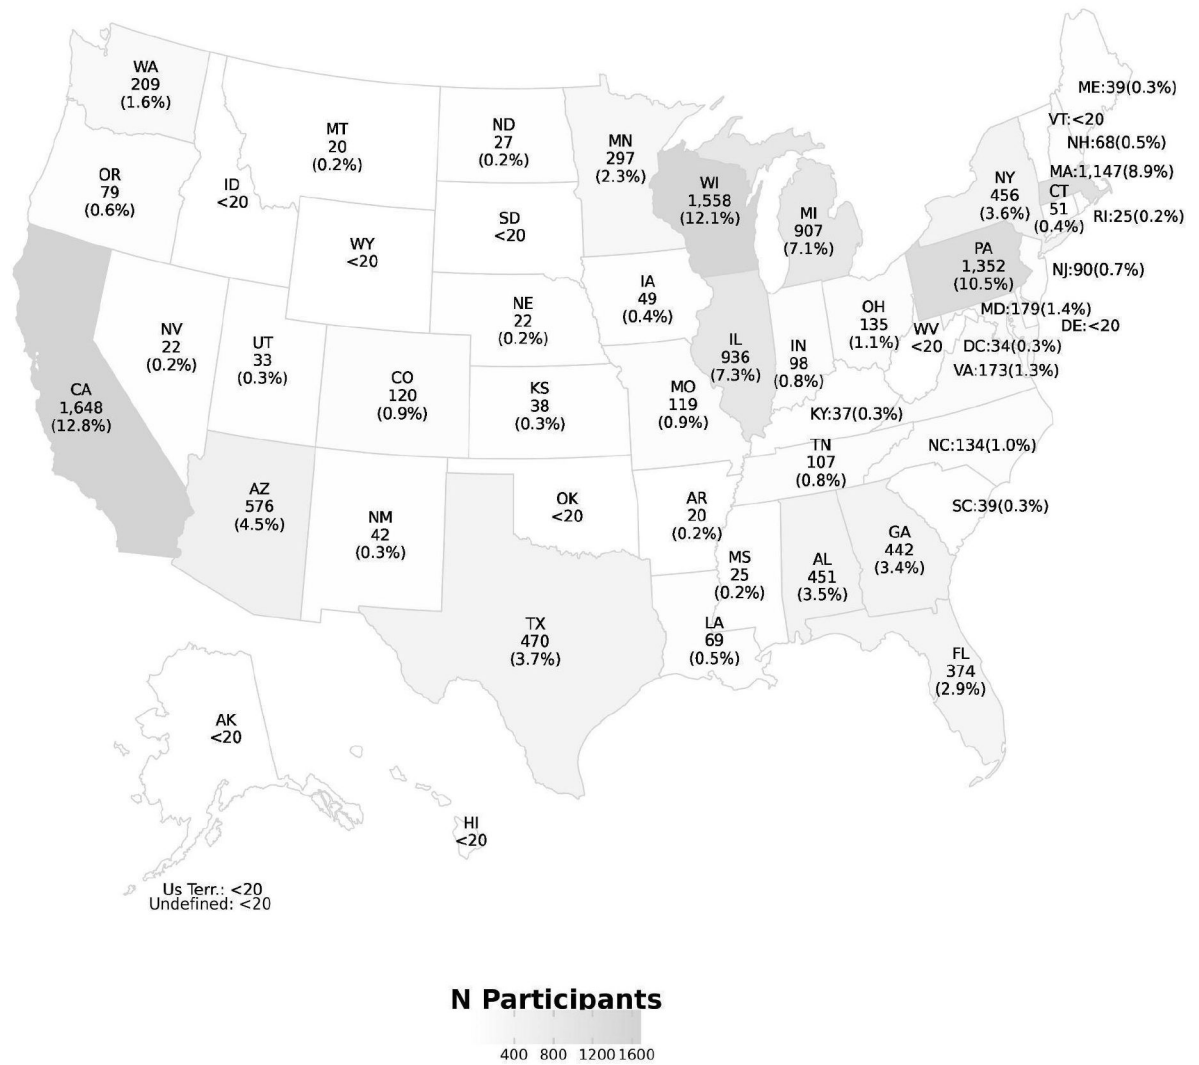 WA
209
(1.6%)
OR
79
(0.6%)
ID
<20
MT
20
(0.2%)
ND
27
(0.2%)
MN
297
(2.3%)
WI
1,558
(12.1%)
MI
907
(7.1%)
NY
456
(3.6%)
ME:39(0.3%)
VT:<20
NH:68(0.5%)
MA:1,147(8.9%)
CT
51
(0.4%)
RI:25(0.2%)
SD
<20
WY
<20
PA
1,352
(10.5%)
NJ:90(0.7%)
IA
49
(0.4%)
NE
22
(0.2%)
OH
135
(1.1%)
MD:179(1.4%)
DE:<20
WV
<20
DC:34(0.3%)
VA:173(1.3%)
NV
22
(0.2%)
UT
33
(0.3%)
CO
120
(0.9%)
KS
38
(0.3%)
MO
119
(0.9%)
IL
936
(7.3%)
IN
98
(0.8%)
KY:37(0.3%)
CA
1,648
(12.8%)
TN
107
(0.8%)
NC:134(1.0%)
SC:39(0.3%)
AZ
576
(4.5%)
NM
42
(0.3%)
OK
<20
AR
20
(0.2%)
MS
25
(0.2%)
AL
451
(3.5%)
GA
442
(3.4%)
TX
470
(3.7%)
LA
69
(0.5%)
FL
374
(2.9%)
AK
<20
HI
<20
Us Terr.: <20
Undefined: <20
N Participants
400 800 1200 1600